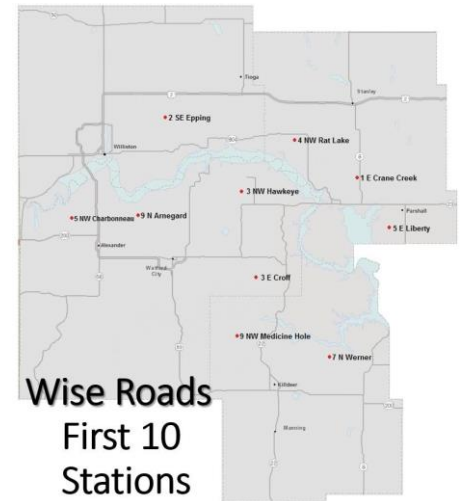 Tioga
Stanley
2 SE Epping
4 NW Rat Lake
Williston
1 E Crane Creek
3 NW Hawkeye
Parshall
5 NW Charbonneau
9 N Arnegard
5 E Liberty
Alexander
Watford
City
3 E Croff
9 NW Medicine Hole
7 N Werner
Killdeer
Manning
Wise Roads
First 10
Stations